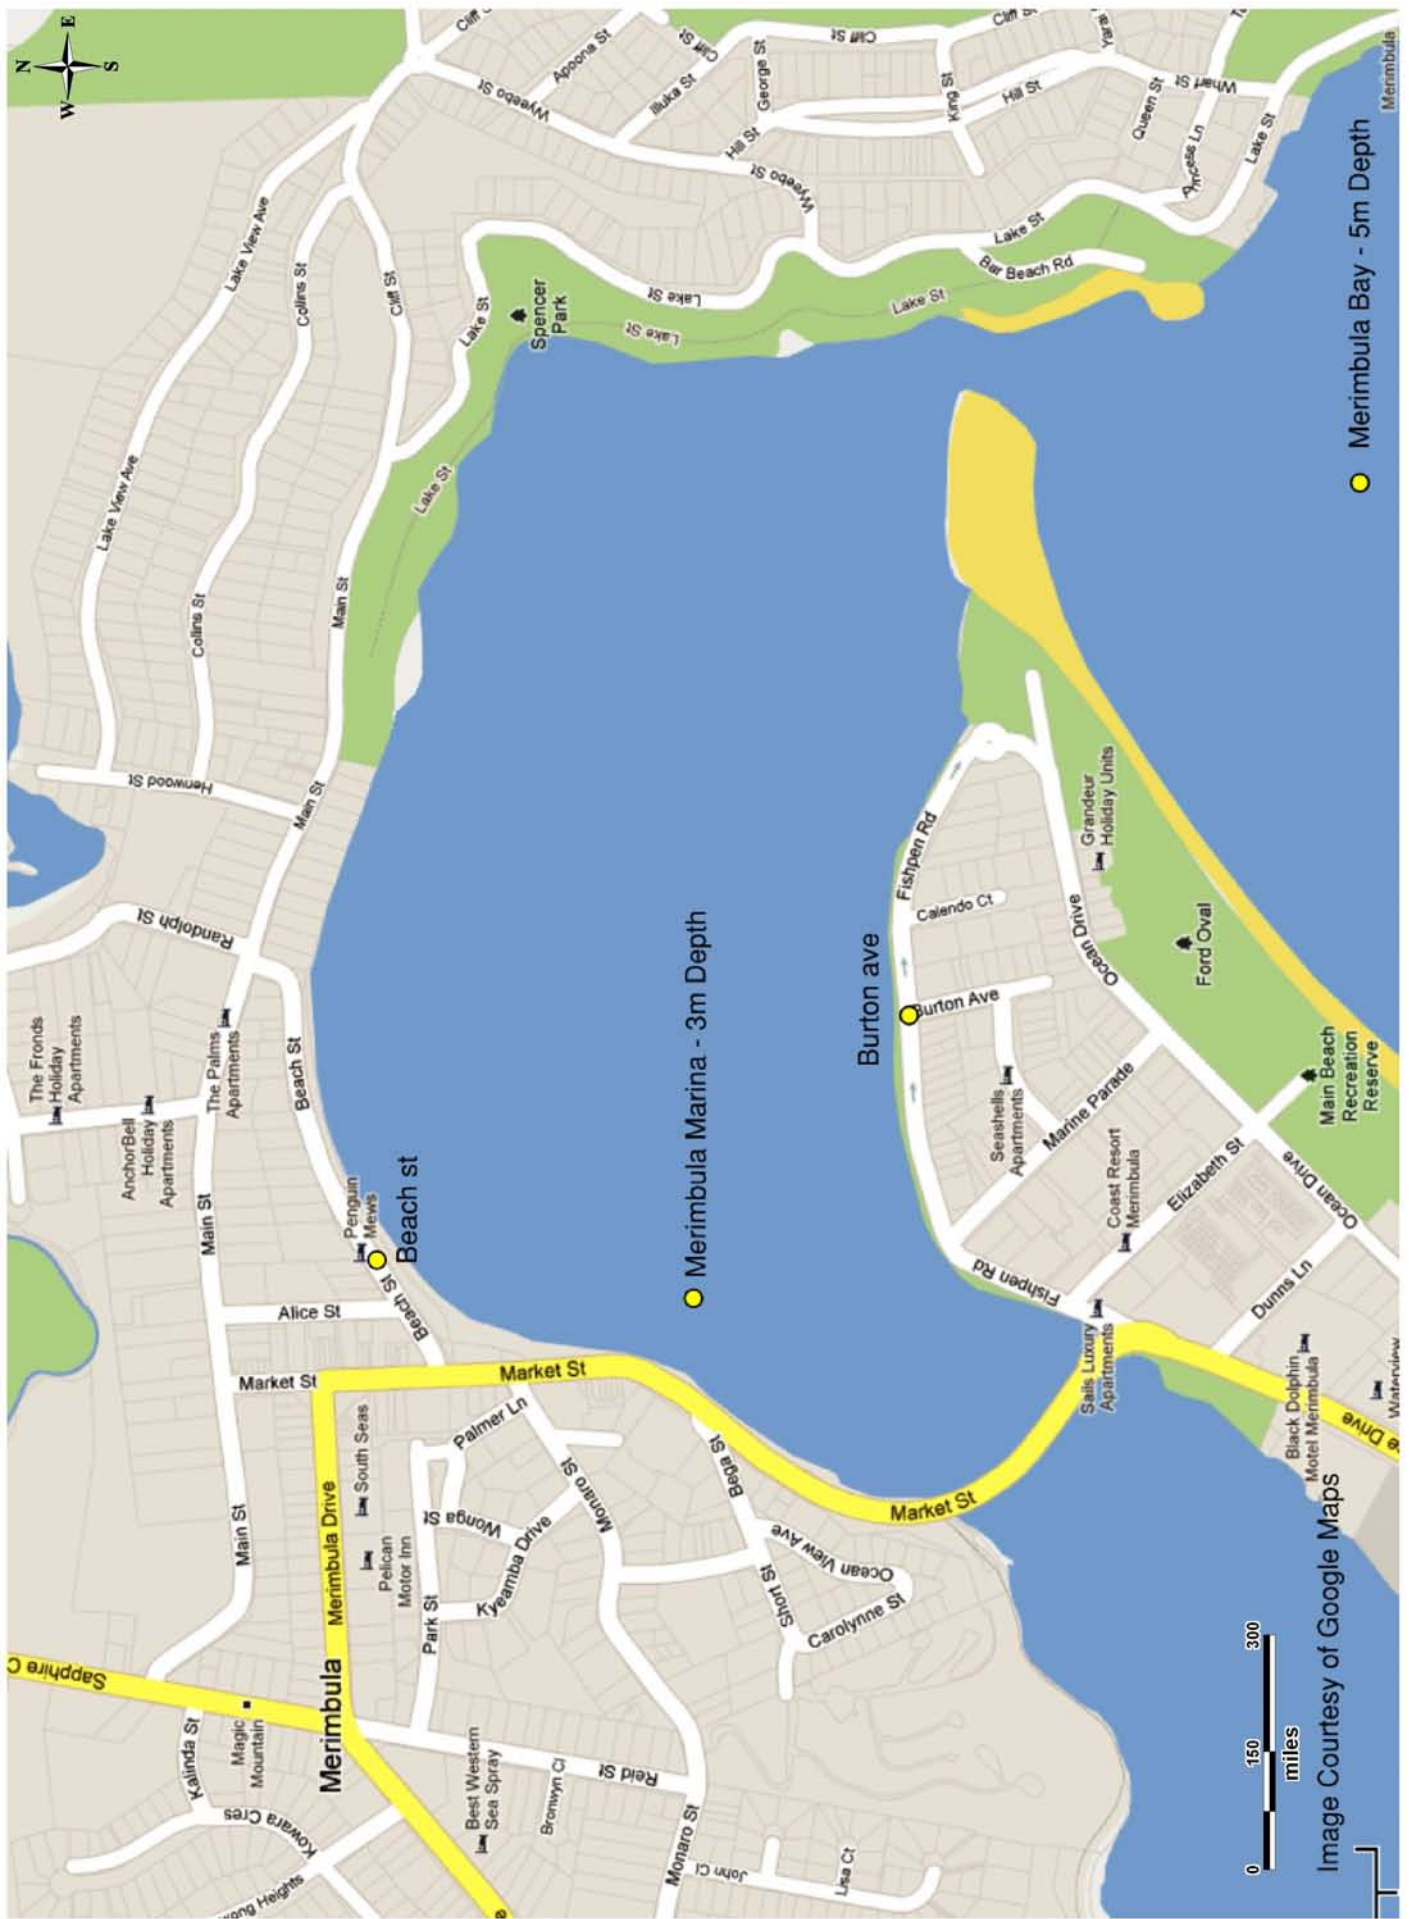 N
W E
S
Lake View Ave
Lake View Ave
Collins St
Collins St
Cliff St
Main St
Henwood St
Main St
Randolph St
The Fronds
Holiday
Apartments
AnchorBell
Holiday
Apartments
The Palms
Apartments
Main St
Beach St
Penguin
Mews
Beach st
Beach St
Alice St
Market St
Market St
Main St
Merimbula Drive
South Seas
Pelican
Motor Inn
Palmer Ln
Wonga St
Kyeamba Drive
Park St
Monaro St
Sapphire C
Magic
Mountain
Merimbula
Kalinda St
Kowara Cres
Best Western
Sea Spray
Bronwyn Cl
Reid St
Monaro St
John Cl
Lisa Ct
Bega St
Short St
Ocean View Ave
Carolynne St
Market St
Wyeebo St
Apoona St
Illuka St
Cliff St
George St
Cliff St
Hill St
Wyeebo St
King St
Hill St
Queen St
Wharf St
Princess Ln
Lake St
Lake St
Bar Beach Rd
Lake St
Lake St
Lake St
Lake St
Lake St
Spencer
Park
Merimbula
Merimbula Bay - 5m Depth
Merimbula Marina - 3m Depth
Burton ave
Fishpen Rd
Calendo Ct
Burton Ave
Grandeur
Holiday Units
Ocean Drive
Ford Oval
Seashells
Apartments
Marine Parade
Main Beach
Recreation
Reserve
Coast Resort
Merimbula
Elizabeth St
Ocean Drive
Fishpen Rd
Dunns Ln
Sails Luxury
Apartments
Black Dolphin
Motel Merimbula
Waterview
0 150 300
miles
Image Courtesy of Google Maps